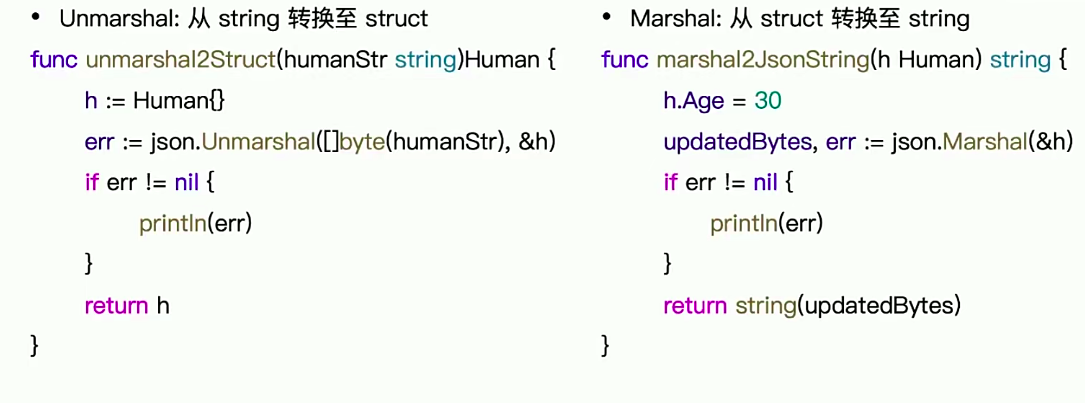 • Unmarshal: 从 string 转换至 struct
func unmarshal2Struct(humanStr string)Human {
h := Human{}
err := json.Unmarshal([]byte(humanStr), &h)
if err != nil {
println(err)
}
return h
}
• Marshal: 从 struct 转换至 string
func marshal2JsonString(h Human) string {
h.Age = 30
updatedBytes, err := json.Marshal(&h)
if err != nil {
println(err)
}
return string(updatedBytes)
}